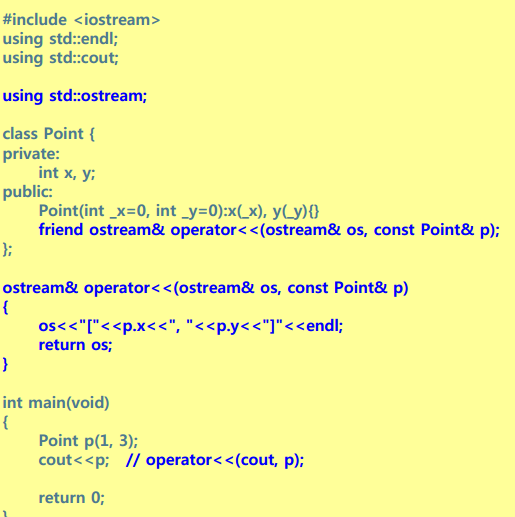 #include <iostream>
using std::endl;
using std::cout;
using std::ostream;
class Point {
private:
int x, y;
public:
Point(int _x=0, int _y=0):x(_x), y(_y){}
friend ostream& operator<<(ostream& os, const Point& p);
};
ostream& operator<<(ostream& os, const Point& p)
{
os<<"["<<p.x<<", "<<p.y<<"]"<<endl;
return os;
}
int main(void)
{
Point p(1, 3);
cout<<p; // operator<<(cout, p);
return 0;
}